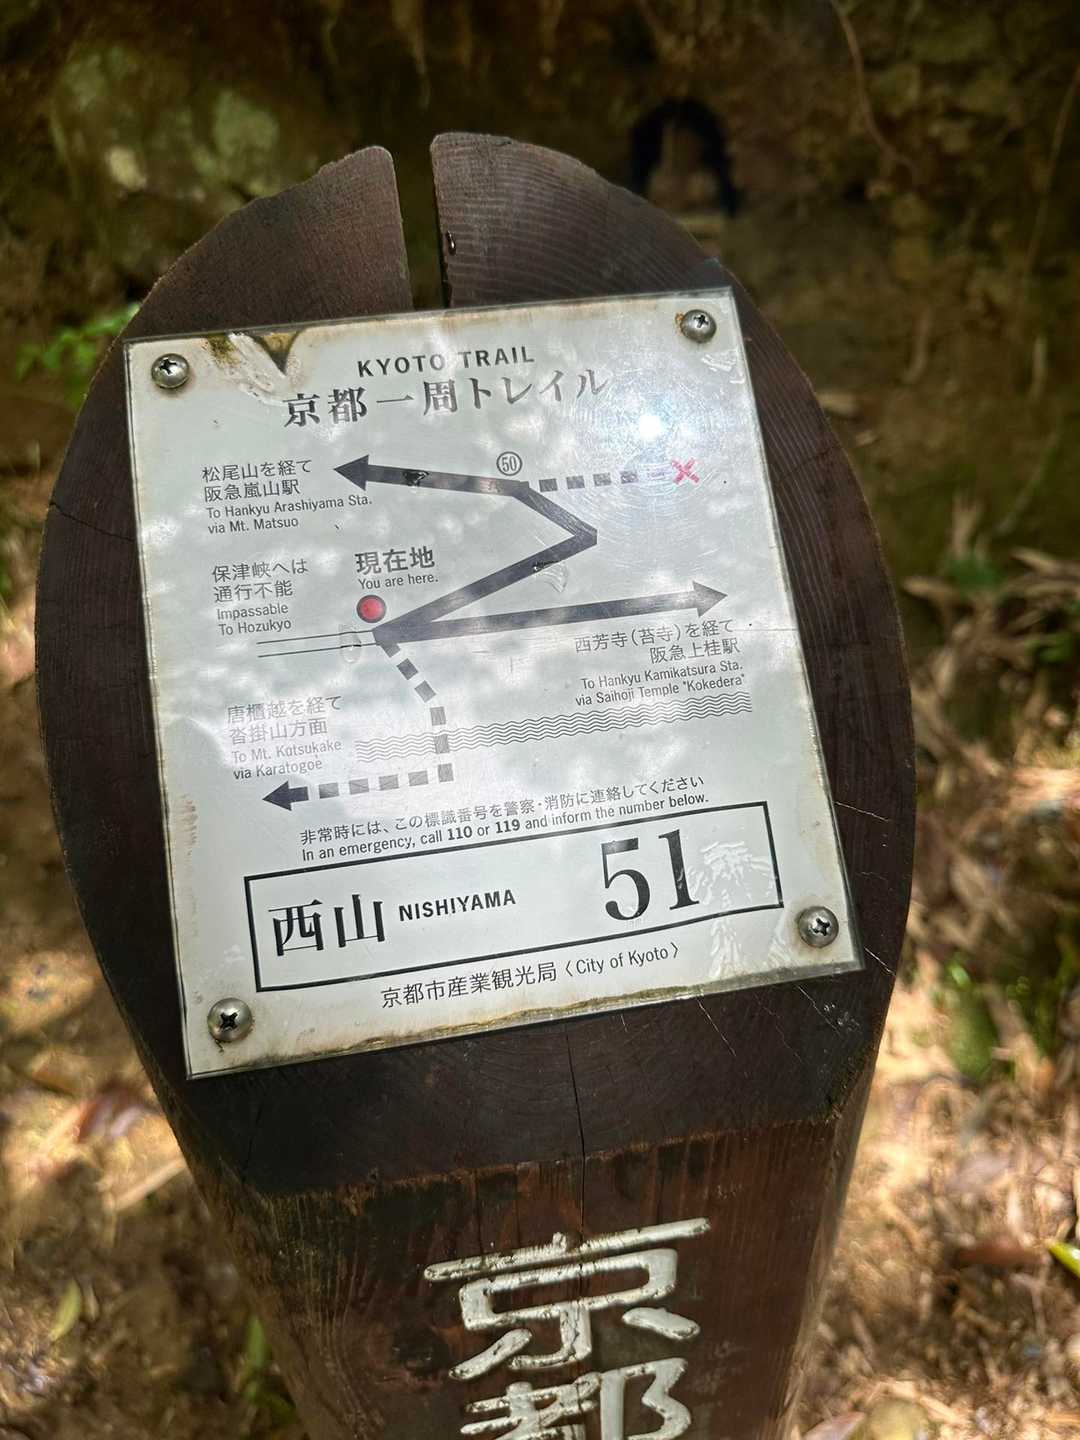 KYOTO TRAIL
京都一周トレイル
50
松尾山を経て
阪急嵐山駅
To Hankyu Arashiyama Sta.
via Mt. Matsuo
保津峡へは
通行不能
Impassable
To Hozukyo
現在地
You are here.
西芳寺(苔寺)を経て
阪急上桂駅
To Hankyu Kamikatsura Sta.
via Saihoji Temple "Kokedera"
唐櫃越を経て
沓掛山方面
To Mt. Kutsukake
via Karatogoe
非常時には、この標識番号を警察・消防に連絡してください
In an emergency, call 110 or 119 and inform the number below.
西山 NISHIYAMA 51
京都市産業観光局〈City of Kyoto〉
京
都